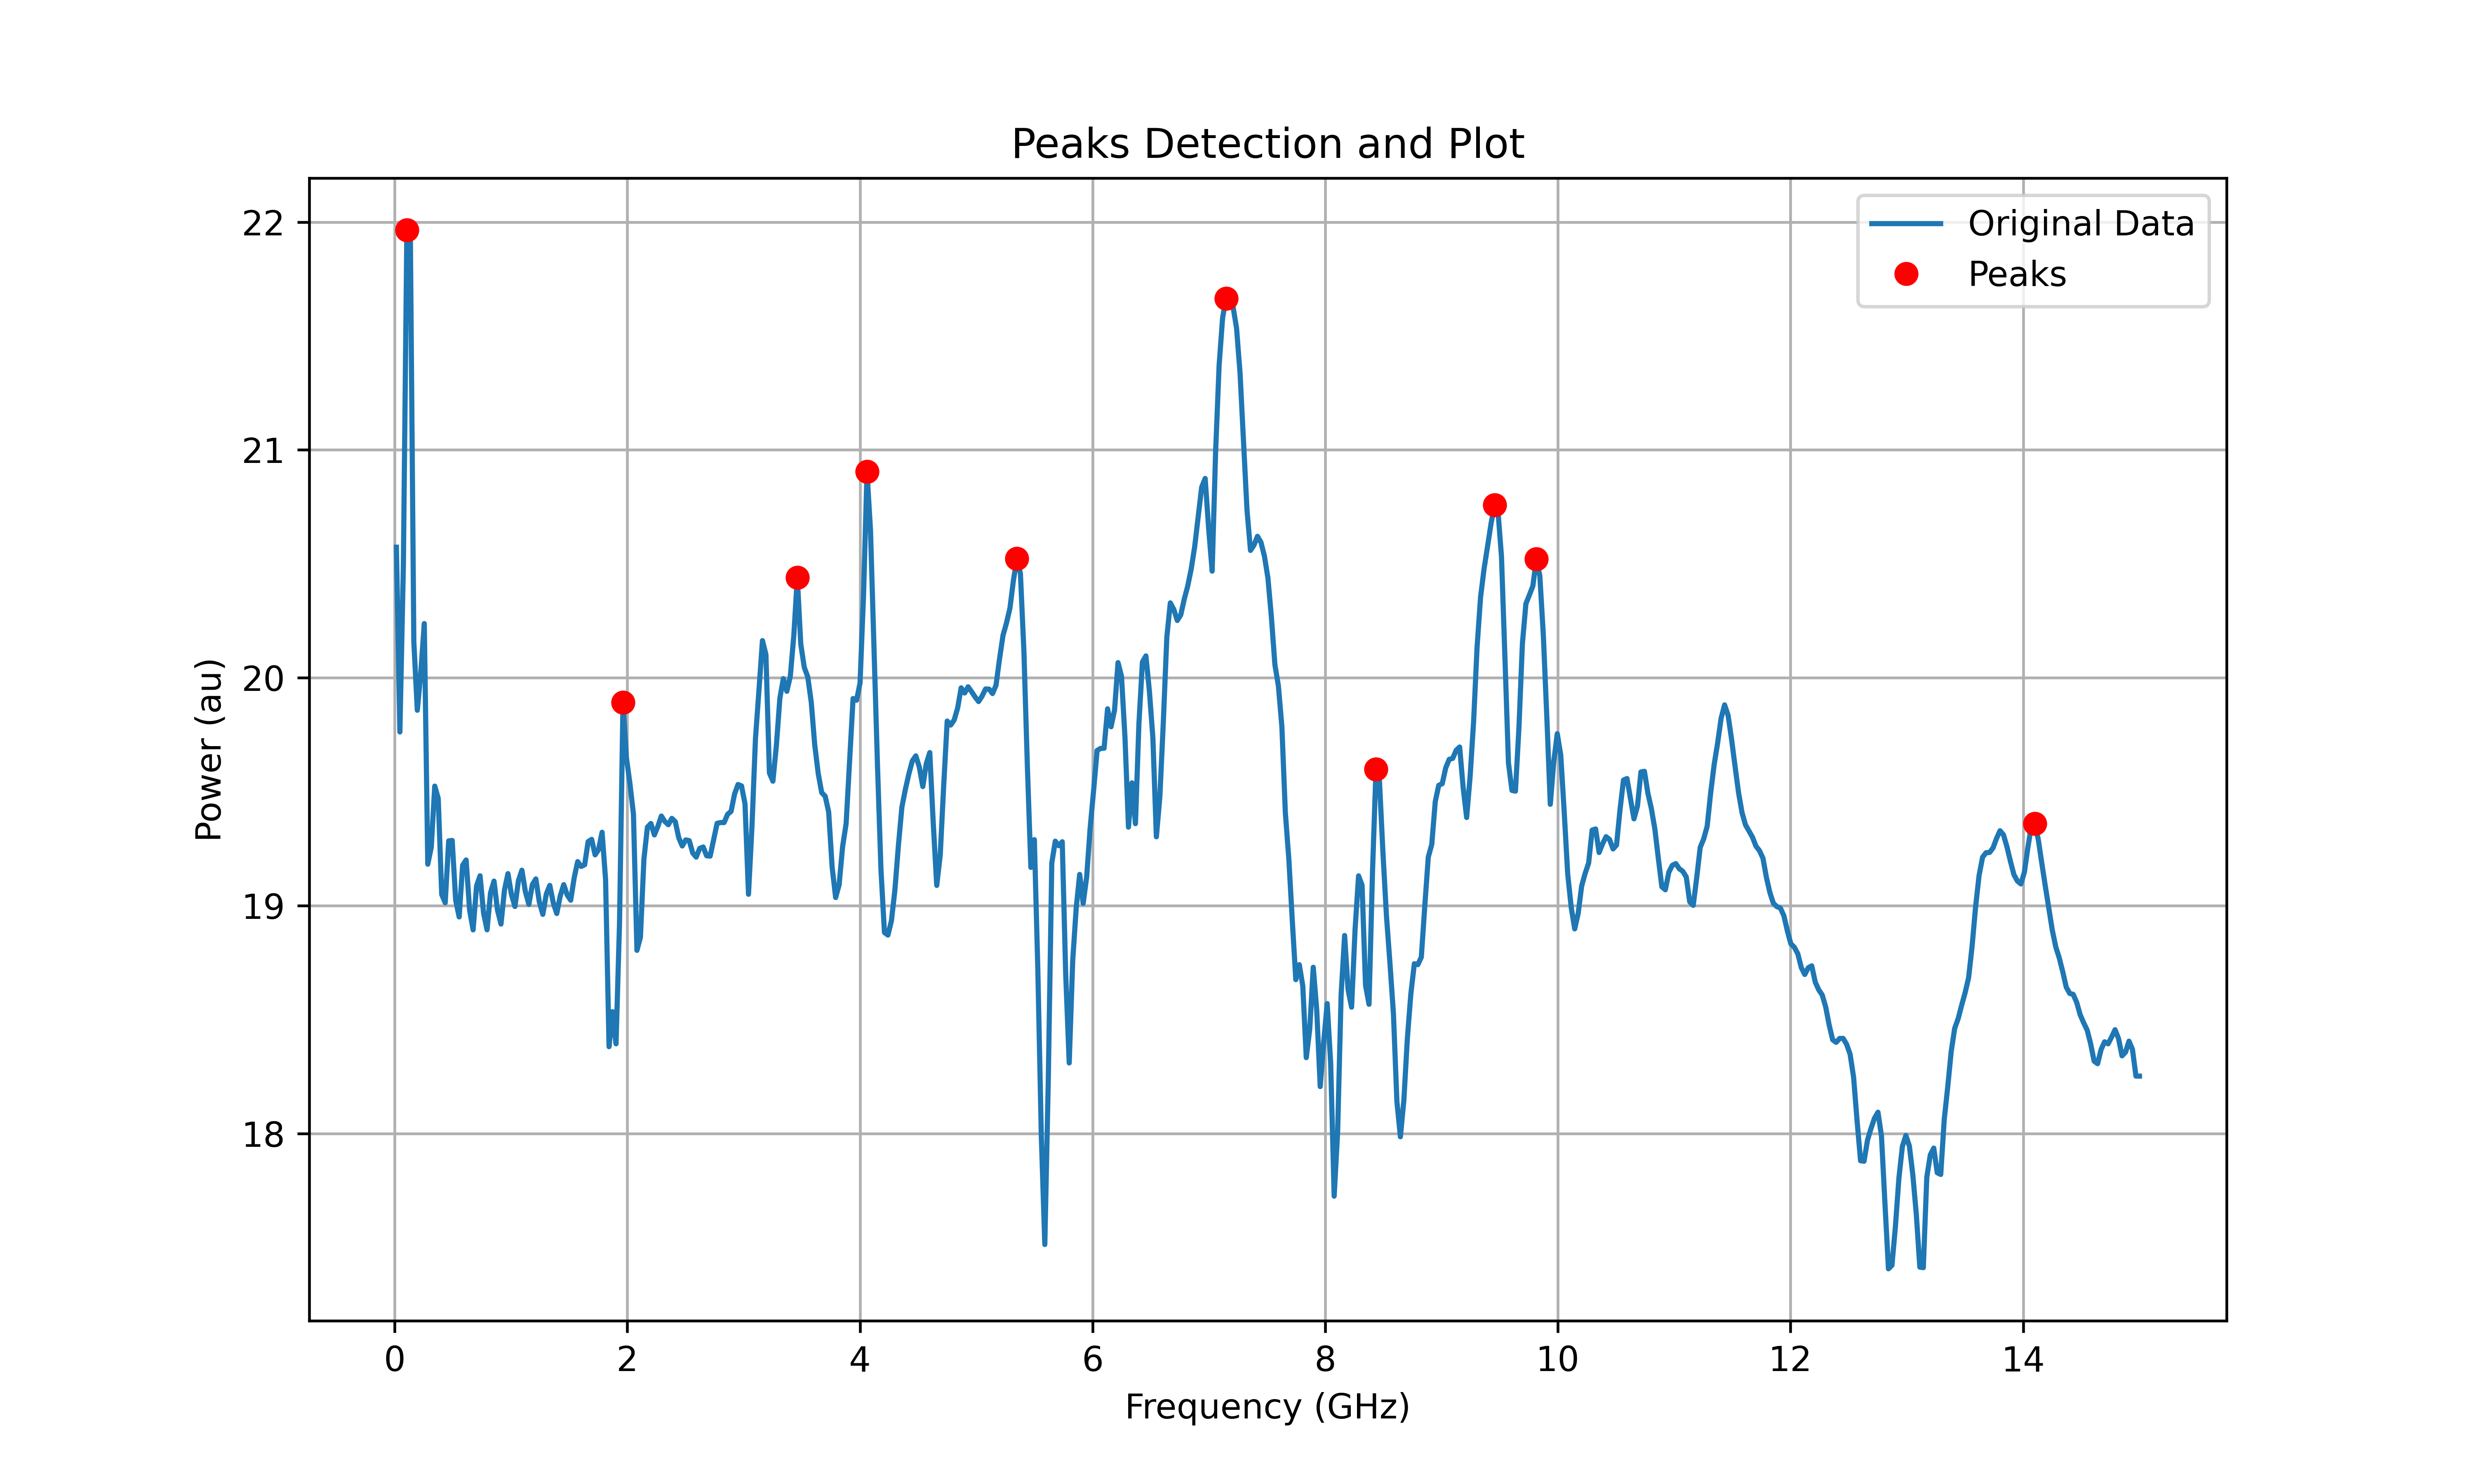 Peaks Detection and Plot
Original Data
Peaks
22
21
20
19
18
Power (au)
0 2 4 6 8 10 12 14
Frequency (GHz)